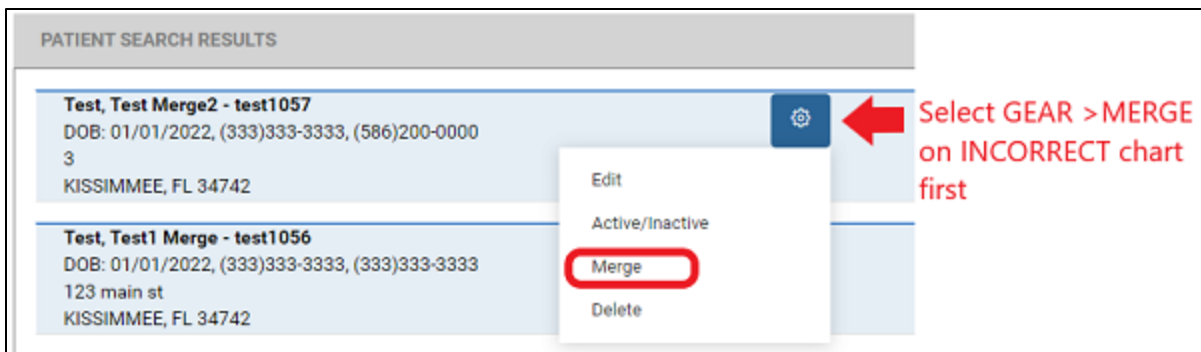 PATIENT SEARCH RESULTS
Test, Test Merge2 - test1057
DOB: 01/01/2022, (333)333-3333, (586)200-0000
3
KISSIMMEE, FL 34742
Select GEAR >MERGE
on INCORRECT chart
first
Edit
Active/Inactive
Merge
Delete
Test, Test1 Merge - test1056
DOB: 01/01/2022, (333)333-3333, (333)333-3333
123 main st
KISSIMMEE, FL 34742